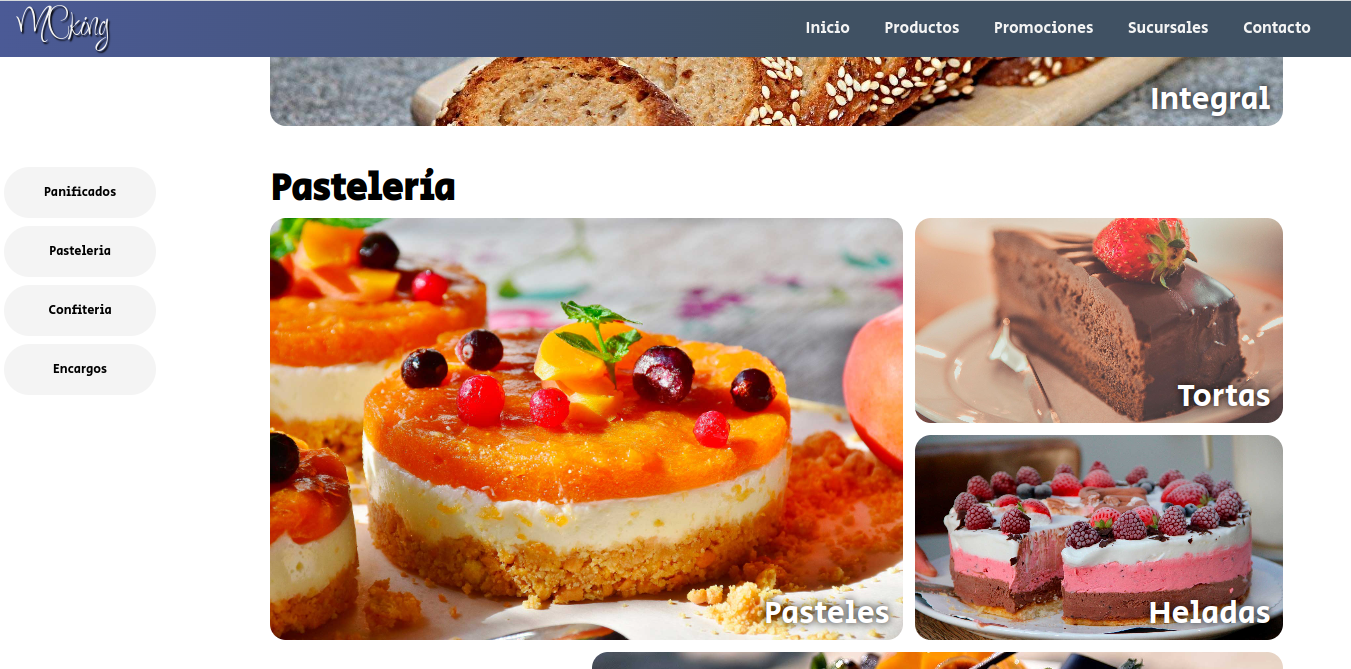 MCking
Inicio Productos Promociones Sucursales Contacto
Integral
Panificados
Pasteleria
Confiteria
Encargos
Pastelería
Tortas
Pasteles
Heladas